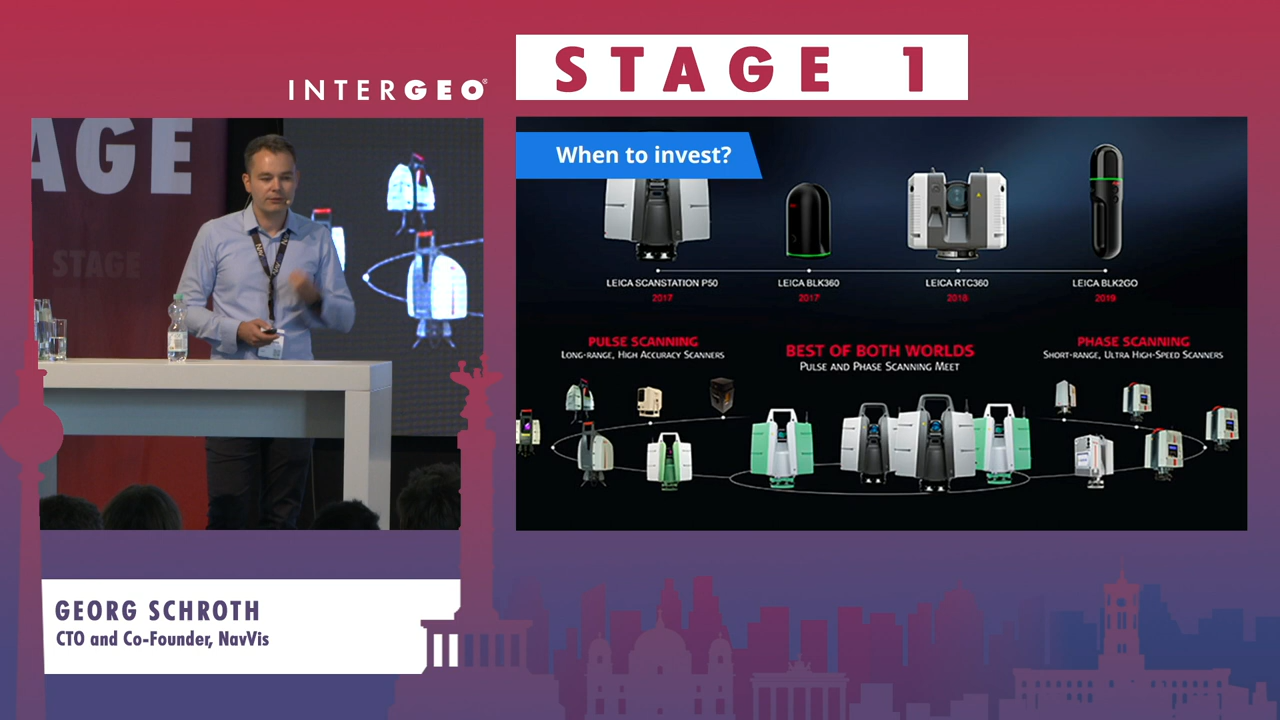 INTERGEO®
STAGE 1
AGE
STAGE
When to invest?
LEICA SCANSTATION P50
2017
LEICA BLK360
2017
LEICA RTC360
2018
LEICA BLK2GO
2019
PULSE SCANNING
LONG-RANGE, HIGH ACCURACY SCANNERS
BEST OF BOTH WORLDS
PULSE AND PHASE SCANNING MEET
PHASE SCANNING
SHORT-RANGE, ULTRA HIGH-SPEED SCANNERS
GEORG SCHROTH
CTO and Co-Founder, NavVis